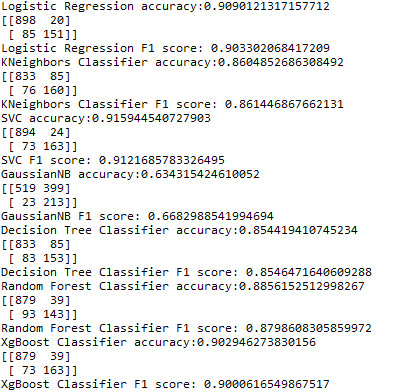 Logistic Regression accuracy:0.9090121317157712
[[898  20]
 [ 85 151]]
Logistic Regression F1 score: 0.903302068417209
KNeighbors Classifier accuracy:0.8604852686308492
[[833  85]
 [ 76 160]]
KNeighbors Classifier F1 score: 0.861446867662131
SVC accuracy:0.915944540727903
[[894  24]
 [ 73 163]]
SVC F1 score: 0.9121685783326495
GaussianNB accuracy:0.634315424610052
[[519 399]
 [ 23 213]]
GaussianNB F1 score: 0.6682988541994694
Decision Tree Classifier accuracy:0.854419410745234
[[833  85]
 [ 83 153]]
Decision Tree Classifier F1 score: 0.8546471640609288
Random Forest Classifier accuracy:0.8856152512998267
[[879  39]
 [ 93 143]]
Random Forest Classifier F1 score: 0.8798608305859972
XgBoost Classifier accuracy:0.902946273830156
[[879  39]
 [ 73 163]]
XgBoost Classifier F1 score: 0.9000616549867517